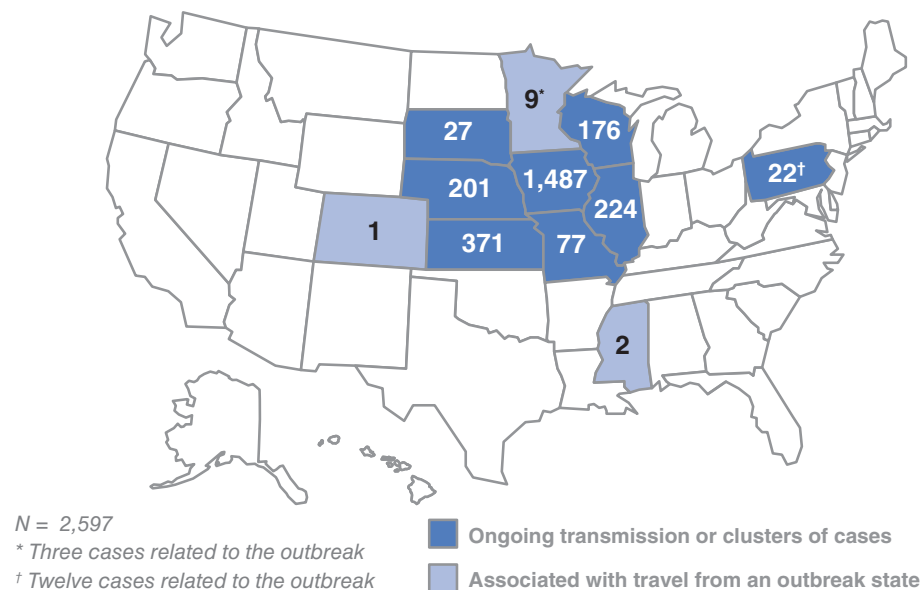 9*
27
176
1,487
22†
201
224
1
371
77
2
N = 2,597
* Three cases related to the outbreak
† Twelve cases related to the outbreak
Ongoing transmission or clusters of cases
Associated with travel from an outbreak state